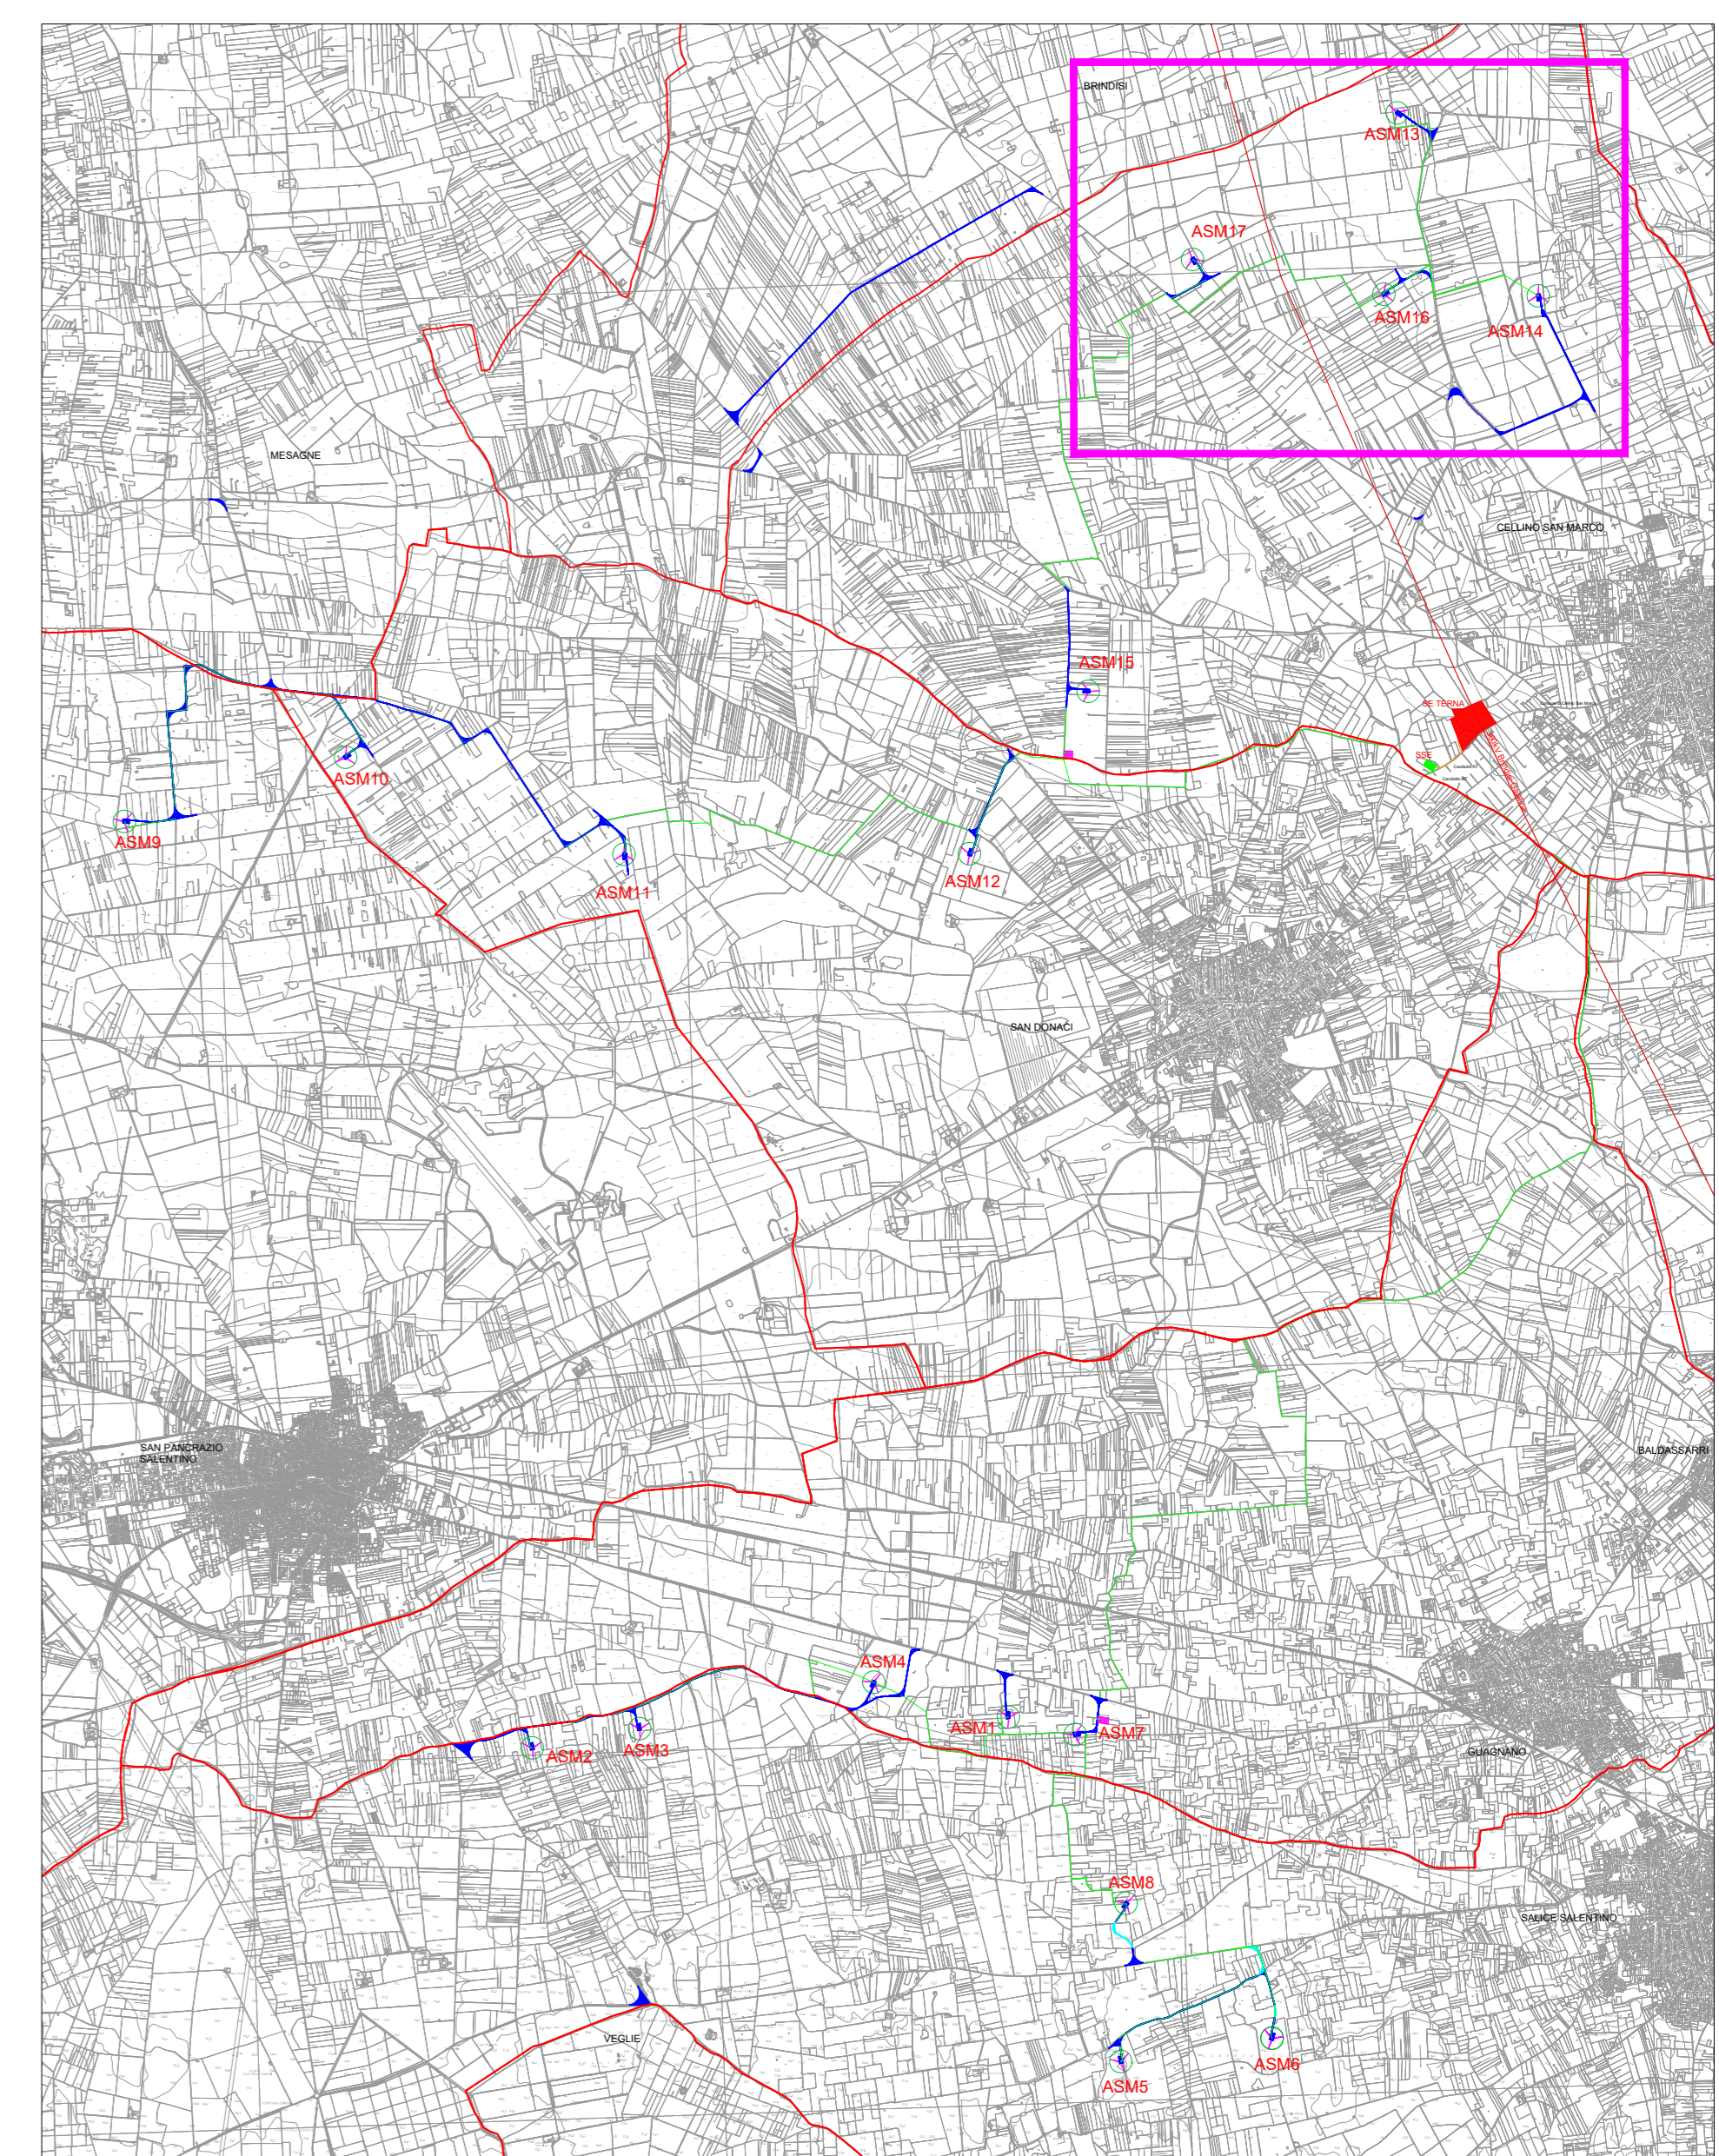 BRINDISI
ASM13
ASM17
ASM16
ASM14
MESAGNE
CELLINO SAN MARCO
ASM15
SE TERNA
SSE
ASM10
ASM9
ASM11
ASM12
SAN DONACI
SAN PANCRAZIO
SALENTINO
BALDASSARRI
ASM4
ASM1
ASM7
ASM2
ASM3
GUAGNANO
ASM8
SALICE SALENTINO
VEGLIE
ASM6
ASM5